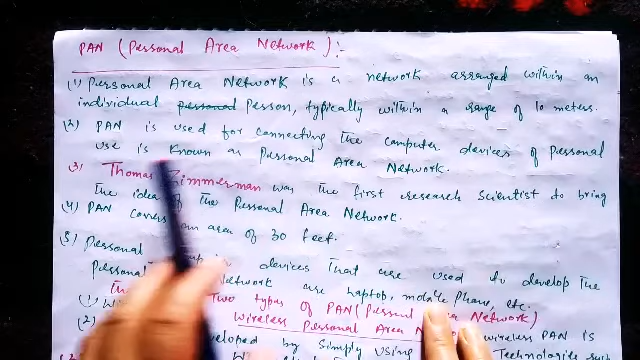 PAN (Personal Area Network) :-
(1) Personal Area Network is a network arranged within an
individual personal Person, typically within a range of 10 meters.
(2) PAN is used for connecting the computer devices of personal
use is Known as Personal Area Network.
(3) Thomas Zimmerman was the first research scientist to bring
the idea of the Personal Area Network.
(4) PAN covers an area of 30 feet.
(5) Personal devices that are used to develop the
Personal Network are laptop, mobile phone, etc.
Two types of PAN (Personal Area Network)
(1)
Wireless Personal Area
(2) wireless PAN is
developed by simply using